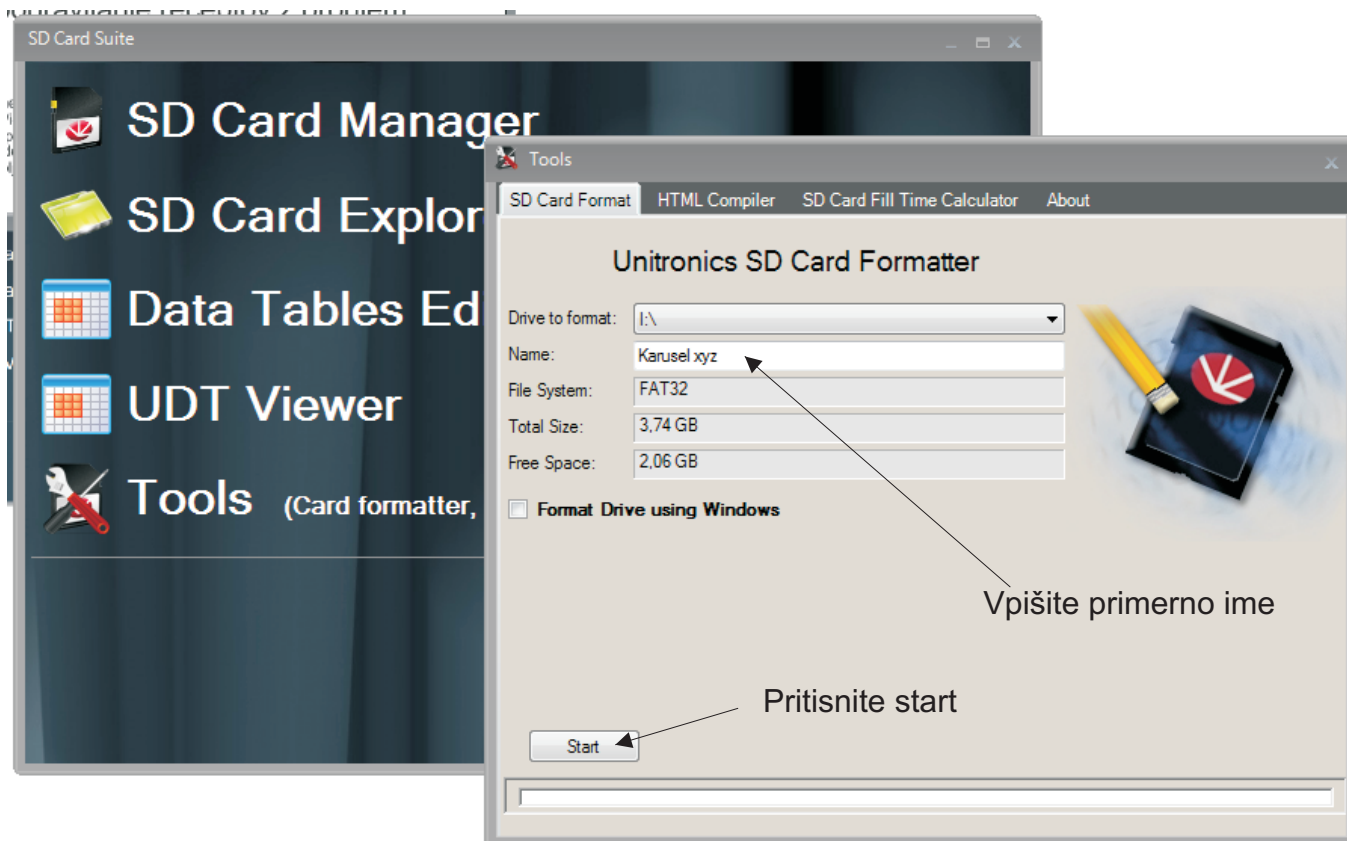 SD Card Suite
SD Card Manager
SD Card Explor
Data Tables Ed
UDT Viewer
Tools (Card formatter,
Tools
SD Card Format HTML Compiler SD Card Fill Time Calculator About
Unitronics SD Card Formatter
Drive to format: I:\
Name: Karusel xyz
File System: FAT32
Total Size: 3,74 GB
Free Space: 2,06 GB
Format Drive using Windows
Vpišite primerno ime
Pritisnite start
Start